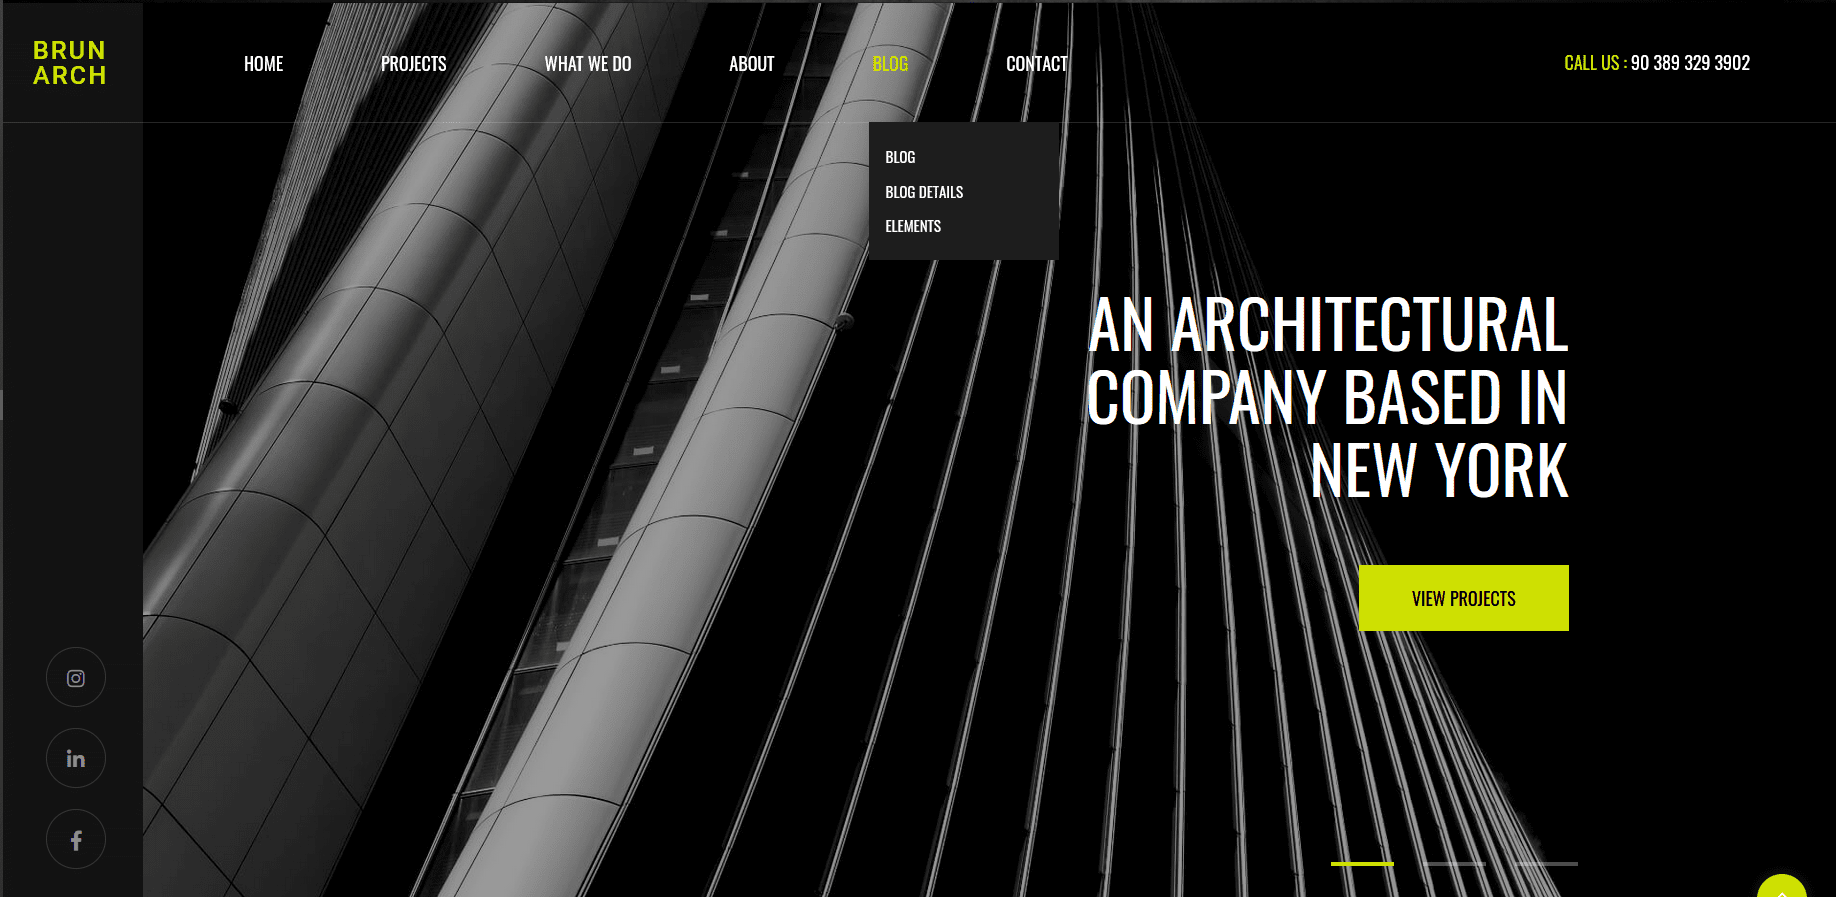 BRUN
ARCH
HOME
PROJECTS
WHAT WE DO
ABOUT
BLOG
CONTACT
CALL US : 90 389 329 3902
BLOG
BLOG DETAILS
ELEMENTS
AN ARCHITECTURAL
COMPANY BASED IN
NEW YORK
VIEW PROJECTS